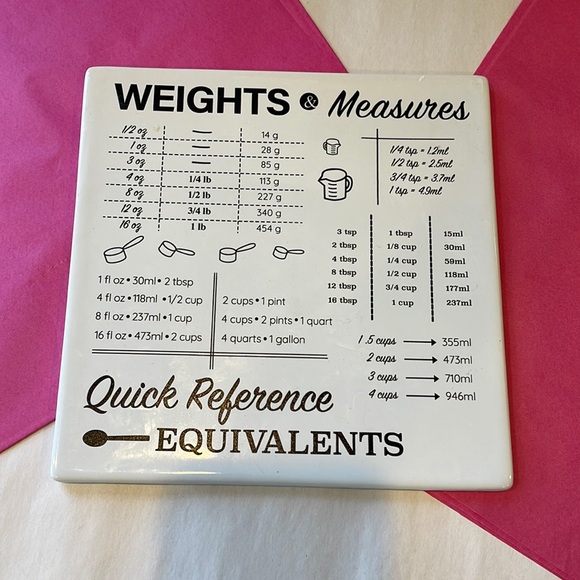 WEIGHTS & Measures
1/2 oz — 14 g
1 oz — 28 g
3 oz — 85 g
4 oz 1/4 lb 113 g
8 oz 1/2 lb 227 g
12 oz 3/4 lb 340 g
16 oz 1 lb 454 g
1/4 tsp = 1.2ml
1/2 tsp = 2.5ml
3/4 tsp = 3.7ml
1 tsp = 4.9ml
3 tsp 1 tbsp 15ml
2 tbsp 1/8 cup 30ml
4 tbsp 1/4 cup 59ml
8 tbsp 1/2 cup 118ml
12 tbsp 3/4 cup 177ml
16 tbsp 1 cup 237ml
1 fl oz • 30ml • 2 tbsp
4 fl oz • 118ml • 1/2 cup
8 fl oz • 237ml • 1 cup
16 fl oz • 473ml • 2 cups
2 cups • 1 pint
4 cups • 2 pints • 1 quart
4 quarts • 1 gallon
1.5 cups → 355ml
2 cups → 473ml
3 cups → 710ml
4 cups → 946ml
Quick Reference
EQUIVALENTS